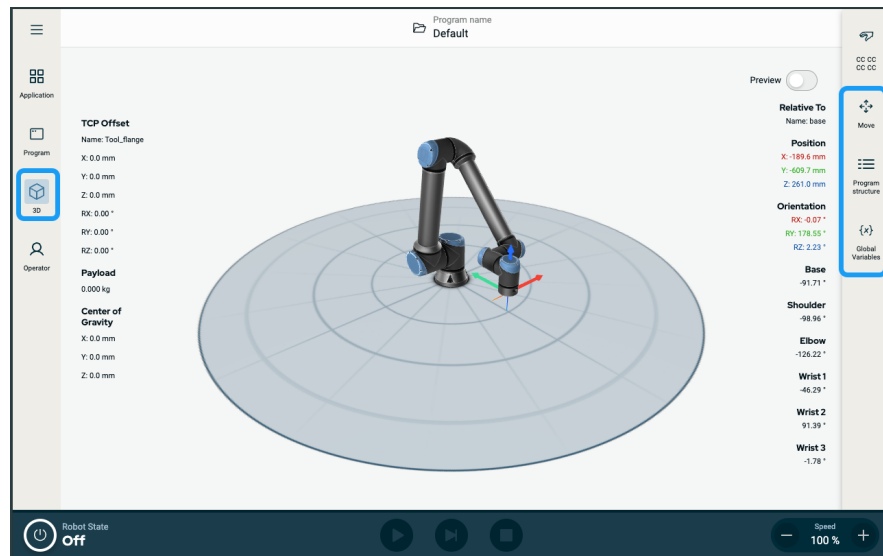 Program name
Default
Application
Program
3D
Operator
TCP Offset
Name: Tool_flange
X: 0.0 mm
Y: 0.0 mm
Z: 0.0 mm
RX: 0.00 °
RY: 0.00 °
RZ: 0.00 °
Payload
0.000 kg
Center of
Gravity
X: 0.0 mm
Y: 0.0 mm
Z: 0.0 mm
Preview
Relative To
Name: base
Position
X: -189.6 mm
Y: -609.7 mm
Z: 261.0 mm
Orientation
RX: -0.07 °
RY: 178.55 °
RZ: 2.23 °
Base
-91.71 °
Shoulder
-98.96 °
Elbow
-126.22 °
Wrist 1
-46.29 °
Wrist 2
91.39 °
Wrist 3
-1.78 °
CC CC
CC CC
Move
Program
structure
{x}
Global
Variables
Robot State
Off
Speed
100 %